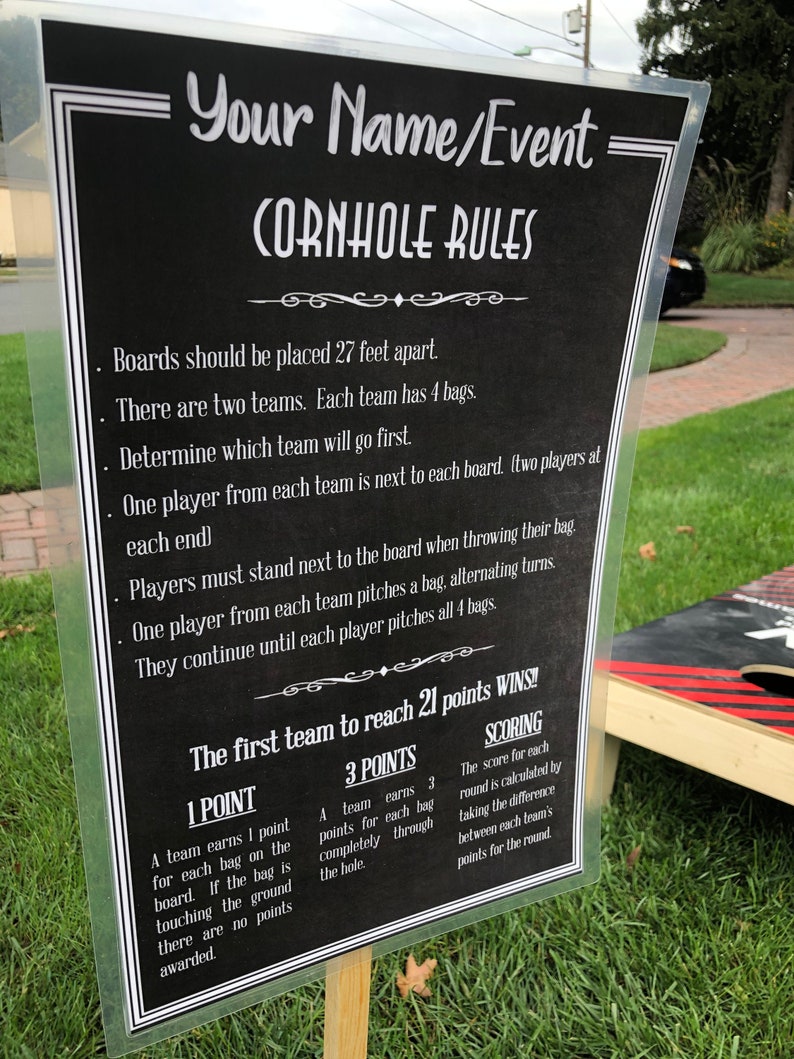 Your Name/Event
CORNHOLE RULES
. Boards should be placed 27 feet apart.
. There are two teams. Each team has 4 bags.
. Determine which team will go first.
. One player from each team is next to each board. (two players at
each end)
. Players must stand next to the board when throwing their bag.
. One player from each team pitches a bag, alternating turns.
They continue until each player pitches all 4 bags.
The first team to reach 21 points WINS!!
1 POINT
A team earns 1 point
for each bag on the
board. If the bag is
touching the ground
there are no points
awarded.
3 POINTS
A team earns 3
points for each bag
completely through
the hole.
SCORING
The score for each
round is calculated by
taking the difference
between each team's
points for the round.